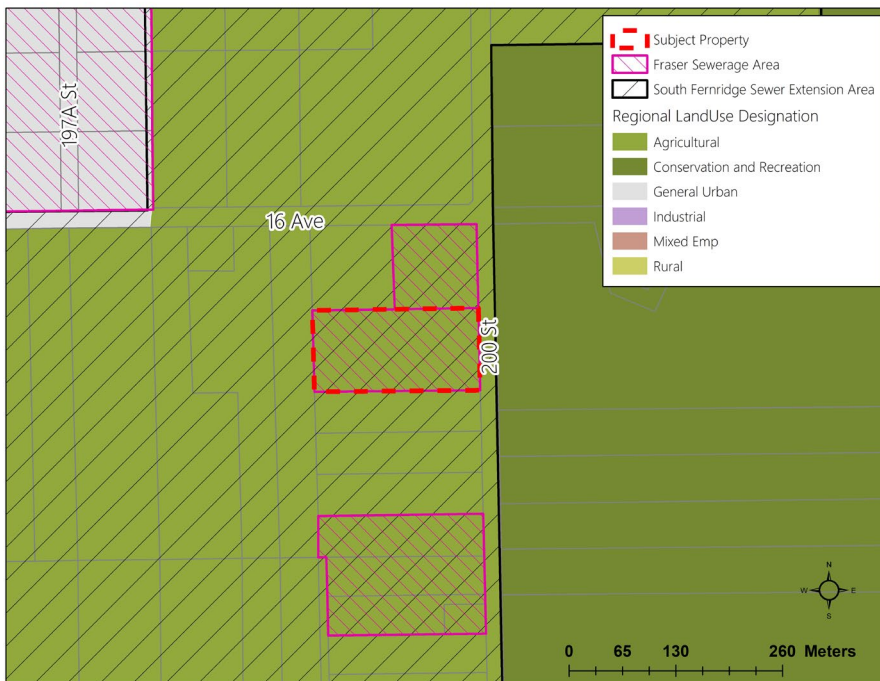 Subject Property
Fraser Sewerage Area
South Fernridge Sewer Extension Area
Regional LandUse Designation
Agricultural
Conservation and Recreation
General Urban
Industrial
Mixed Emp
Rural
197A St
16 Ave
200 St
N
W E
S
0 65 130 260 Meters